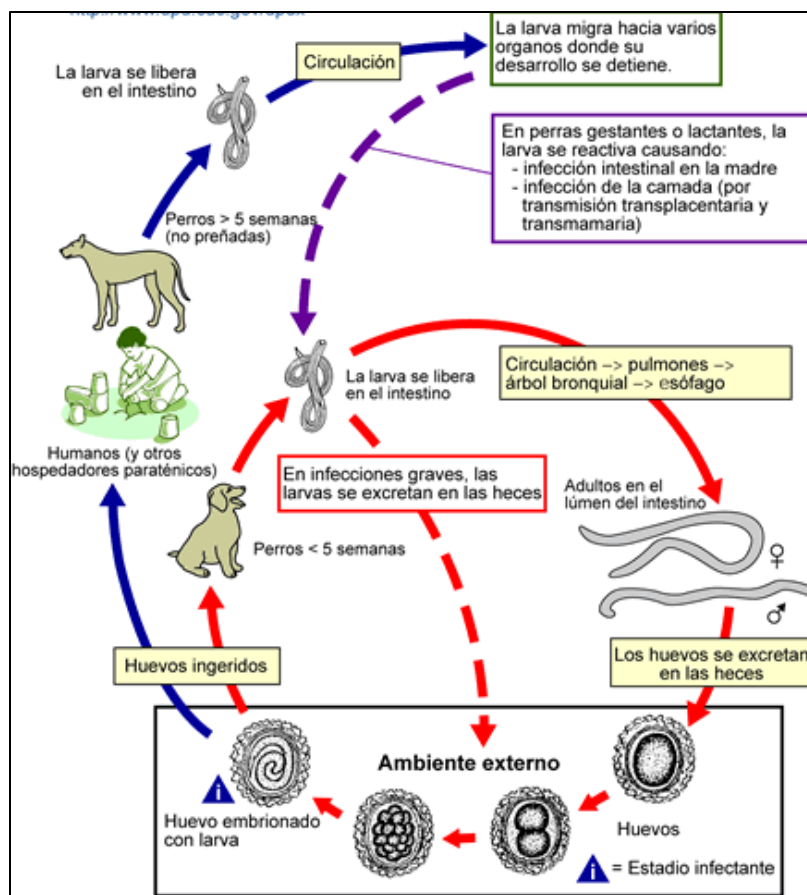 La larva migra hacia varios
organos donde su
desarrollo se detiene.
Circulación
La larva se libera
en el intestino
En perras gestantes o lactantes, la
larva se reactiva causando:
- infección intestinal en la madre
- infección de la camada (por
transmisión transplacentaria y
transmamaria)
Perros > 5 semanas
(no preñadas)
Circulación –> pulmones –>
árbol bronquial –> esófago
La larva se libera
en el intestino
Humanos (y otros
hospedadores paraténicos)
En infecciones graves, las
larvas se excretan en las heces
Adultos en el
lúmen del intestino
♀
♂
Perros < 5 semanas
Huevos ingeridos
Los huevos se excretan
en las heces
Ambiente externo
i
Huevo embrionado
con larva
Huevos
i = Estadio infectante